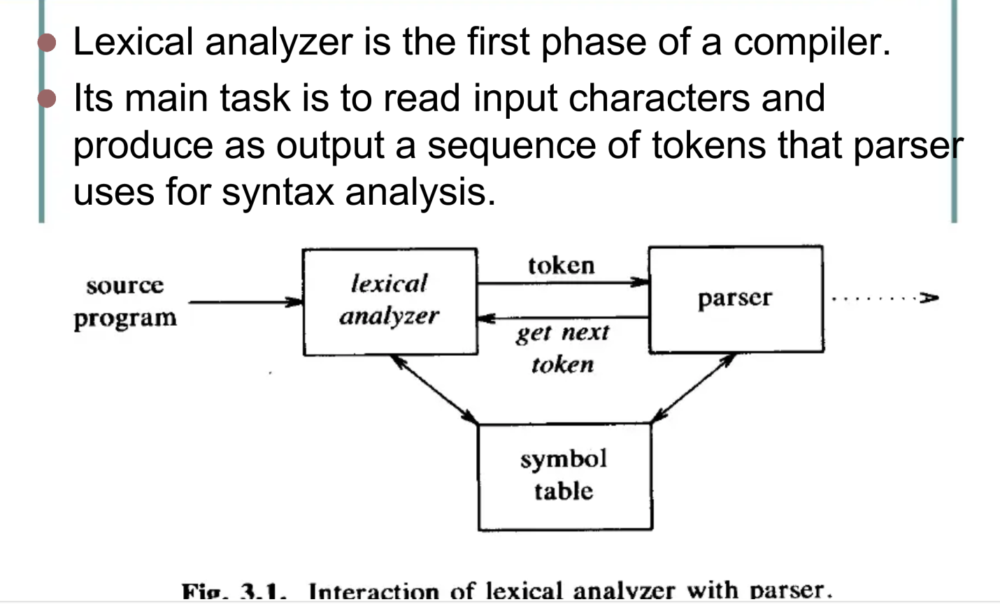 Lexical analyzer is the first phase of a compiler.
Its main task is to read input characters and
produce as output a sequence of tokens that parser
uses for syntax analysis.
source
program
lexical
analyzer
token
get next
token
parser
symbol
table
Fig. 3.1. Interaction of lexical analyzer with parser.